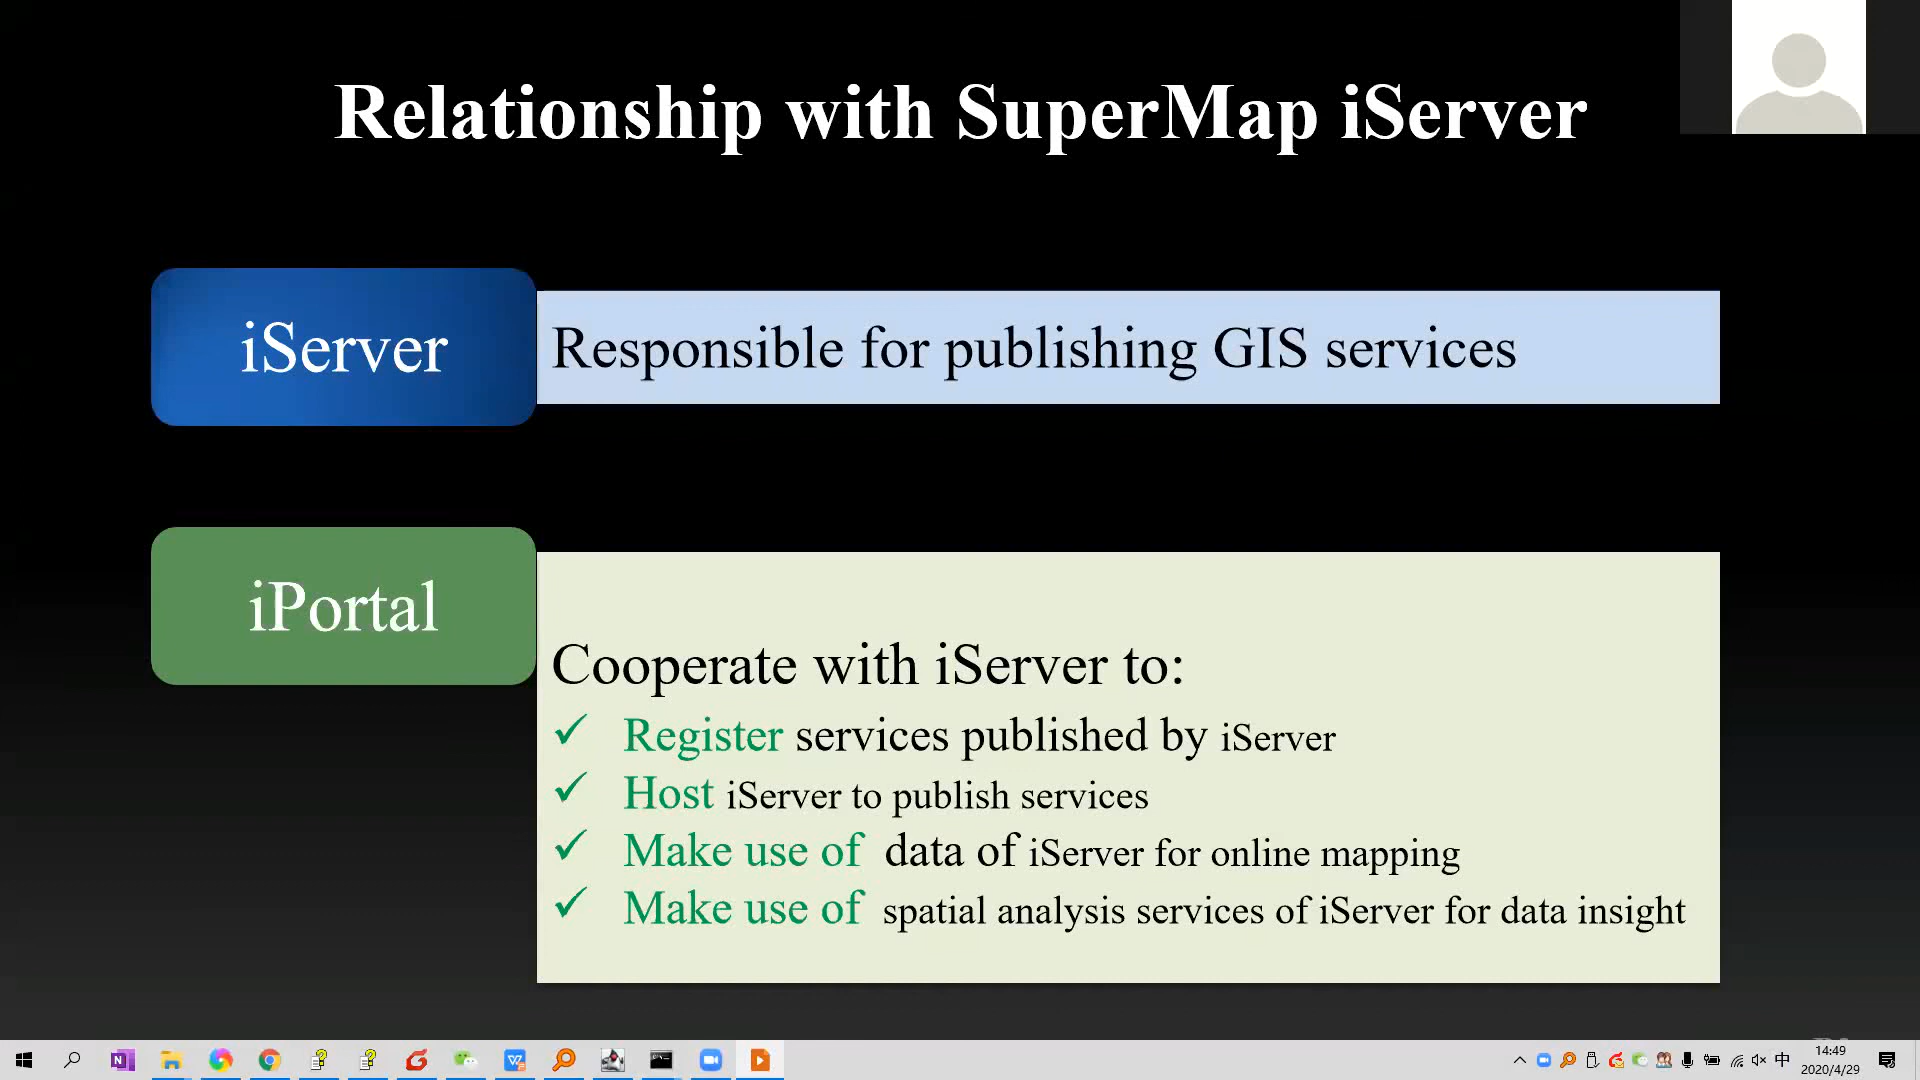 Relationship with SuperMap iServer
iServer
Responsible for publishing GIS services
iPortal
Cooperate with iServer to:
✓ Register services published by iServer
✓ Host iServer to publish services
✓ Make use of data of iServer for online mapping
✓ Make use of spatial analysis services of iServer for data insight
中
14:49
2020/4/29